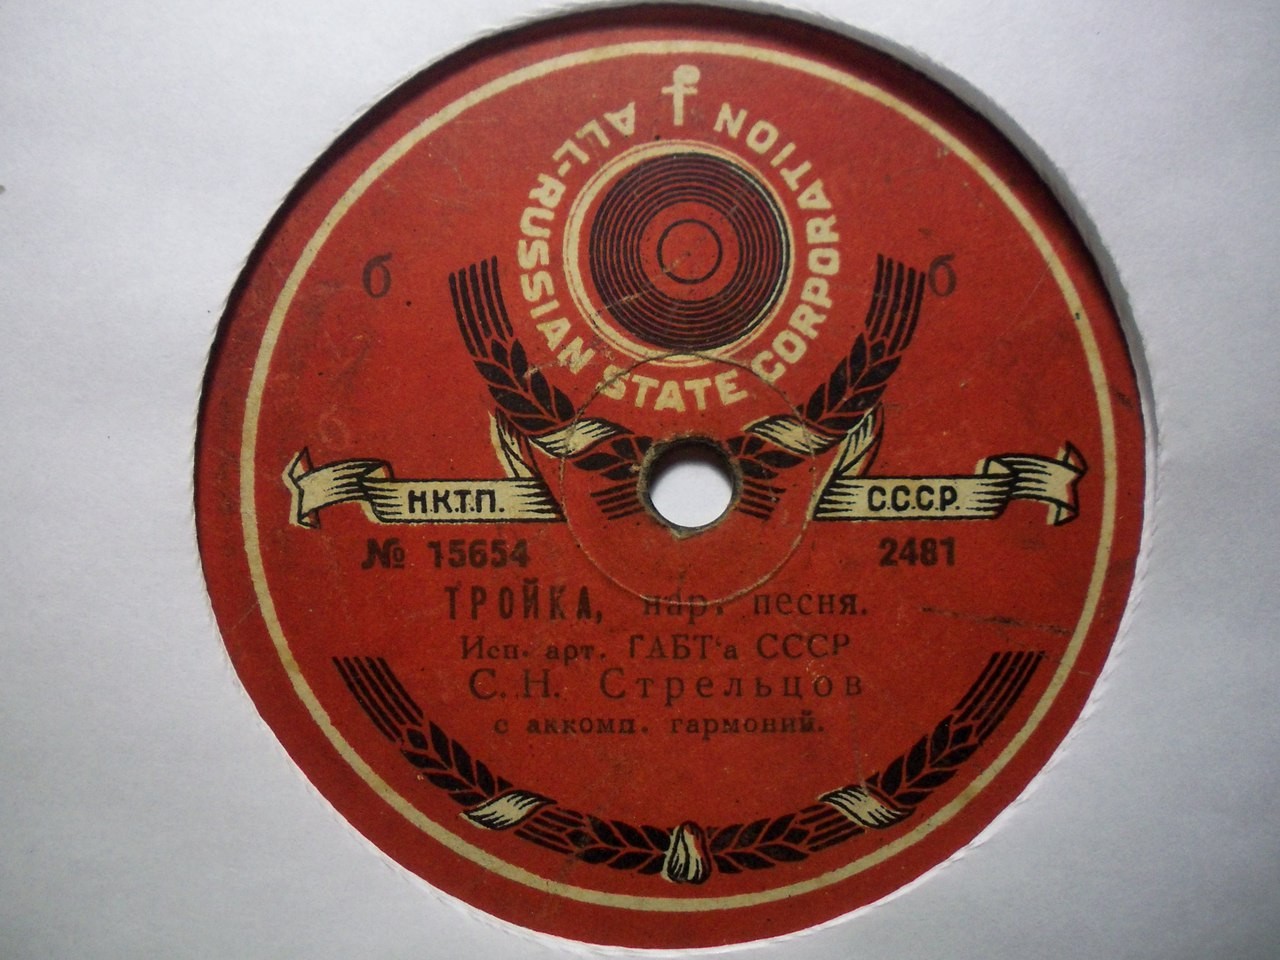 ALL-RUSSIAN STATE CORPORATION
б б
Н.К.Т.П. С.С.С.Р.
№ 15654 2481
ТРОЙКА, нар. песня.
Исп. арт. ГАБТ'а СССР
С. Н. Стрельцов
с аккомп. гармоний.